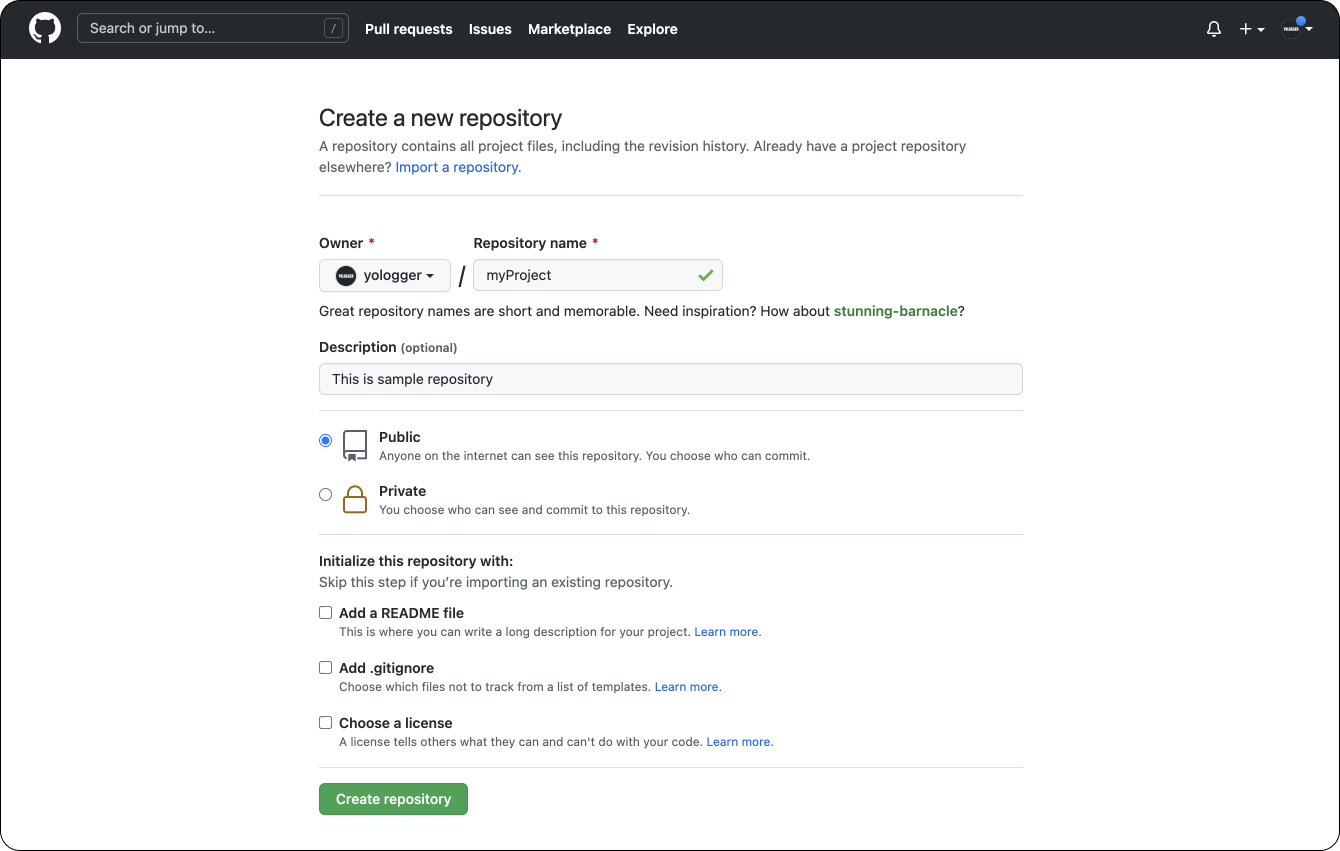 Search or jump to... /
Pull requests Issues Marketplace Explore
YOLOGGER
Create a new repository
A repository contains all project files, including the revision history. Already have a project repository
elsewhere? Import a repository.
Owner * Repository name *
YOLOGGER yologger / myProject
Great repository names are short and memorable. Need inspiration? How about stunning-barnacle?
Description (optional)
This is sample repository
Public
Anyone on the internet can see this repository. You choose who can commit.
Private
You choose who can see and commit to this repository.
Initialize this repository with:
Skip this step if you’re importing an existing repository.
Add a README file
This is where you can write a long description for your project. Learn more.
Add .gitignore
Choose which files not to track from a list of templates. Learn more.
Choose a license
A license tells others what they can and can't do with your code. Learn more.
Create repository